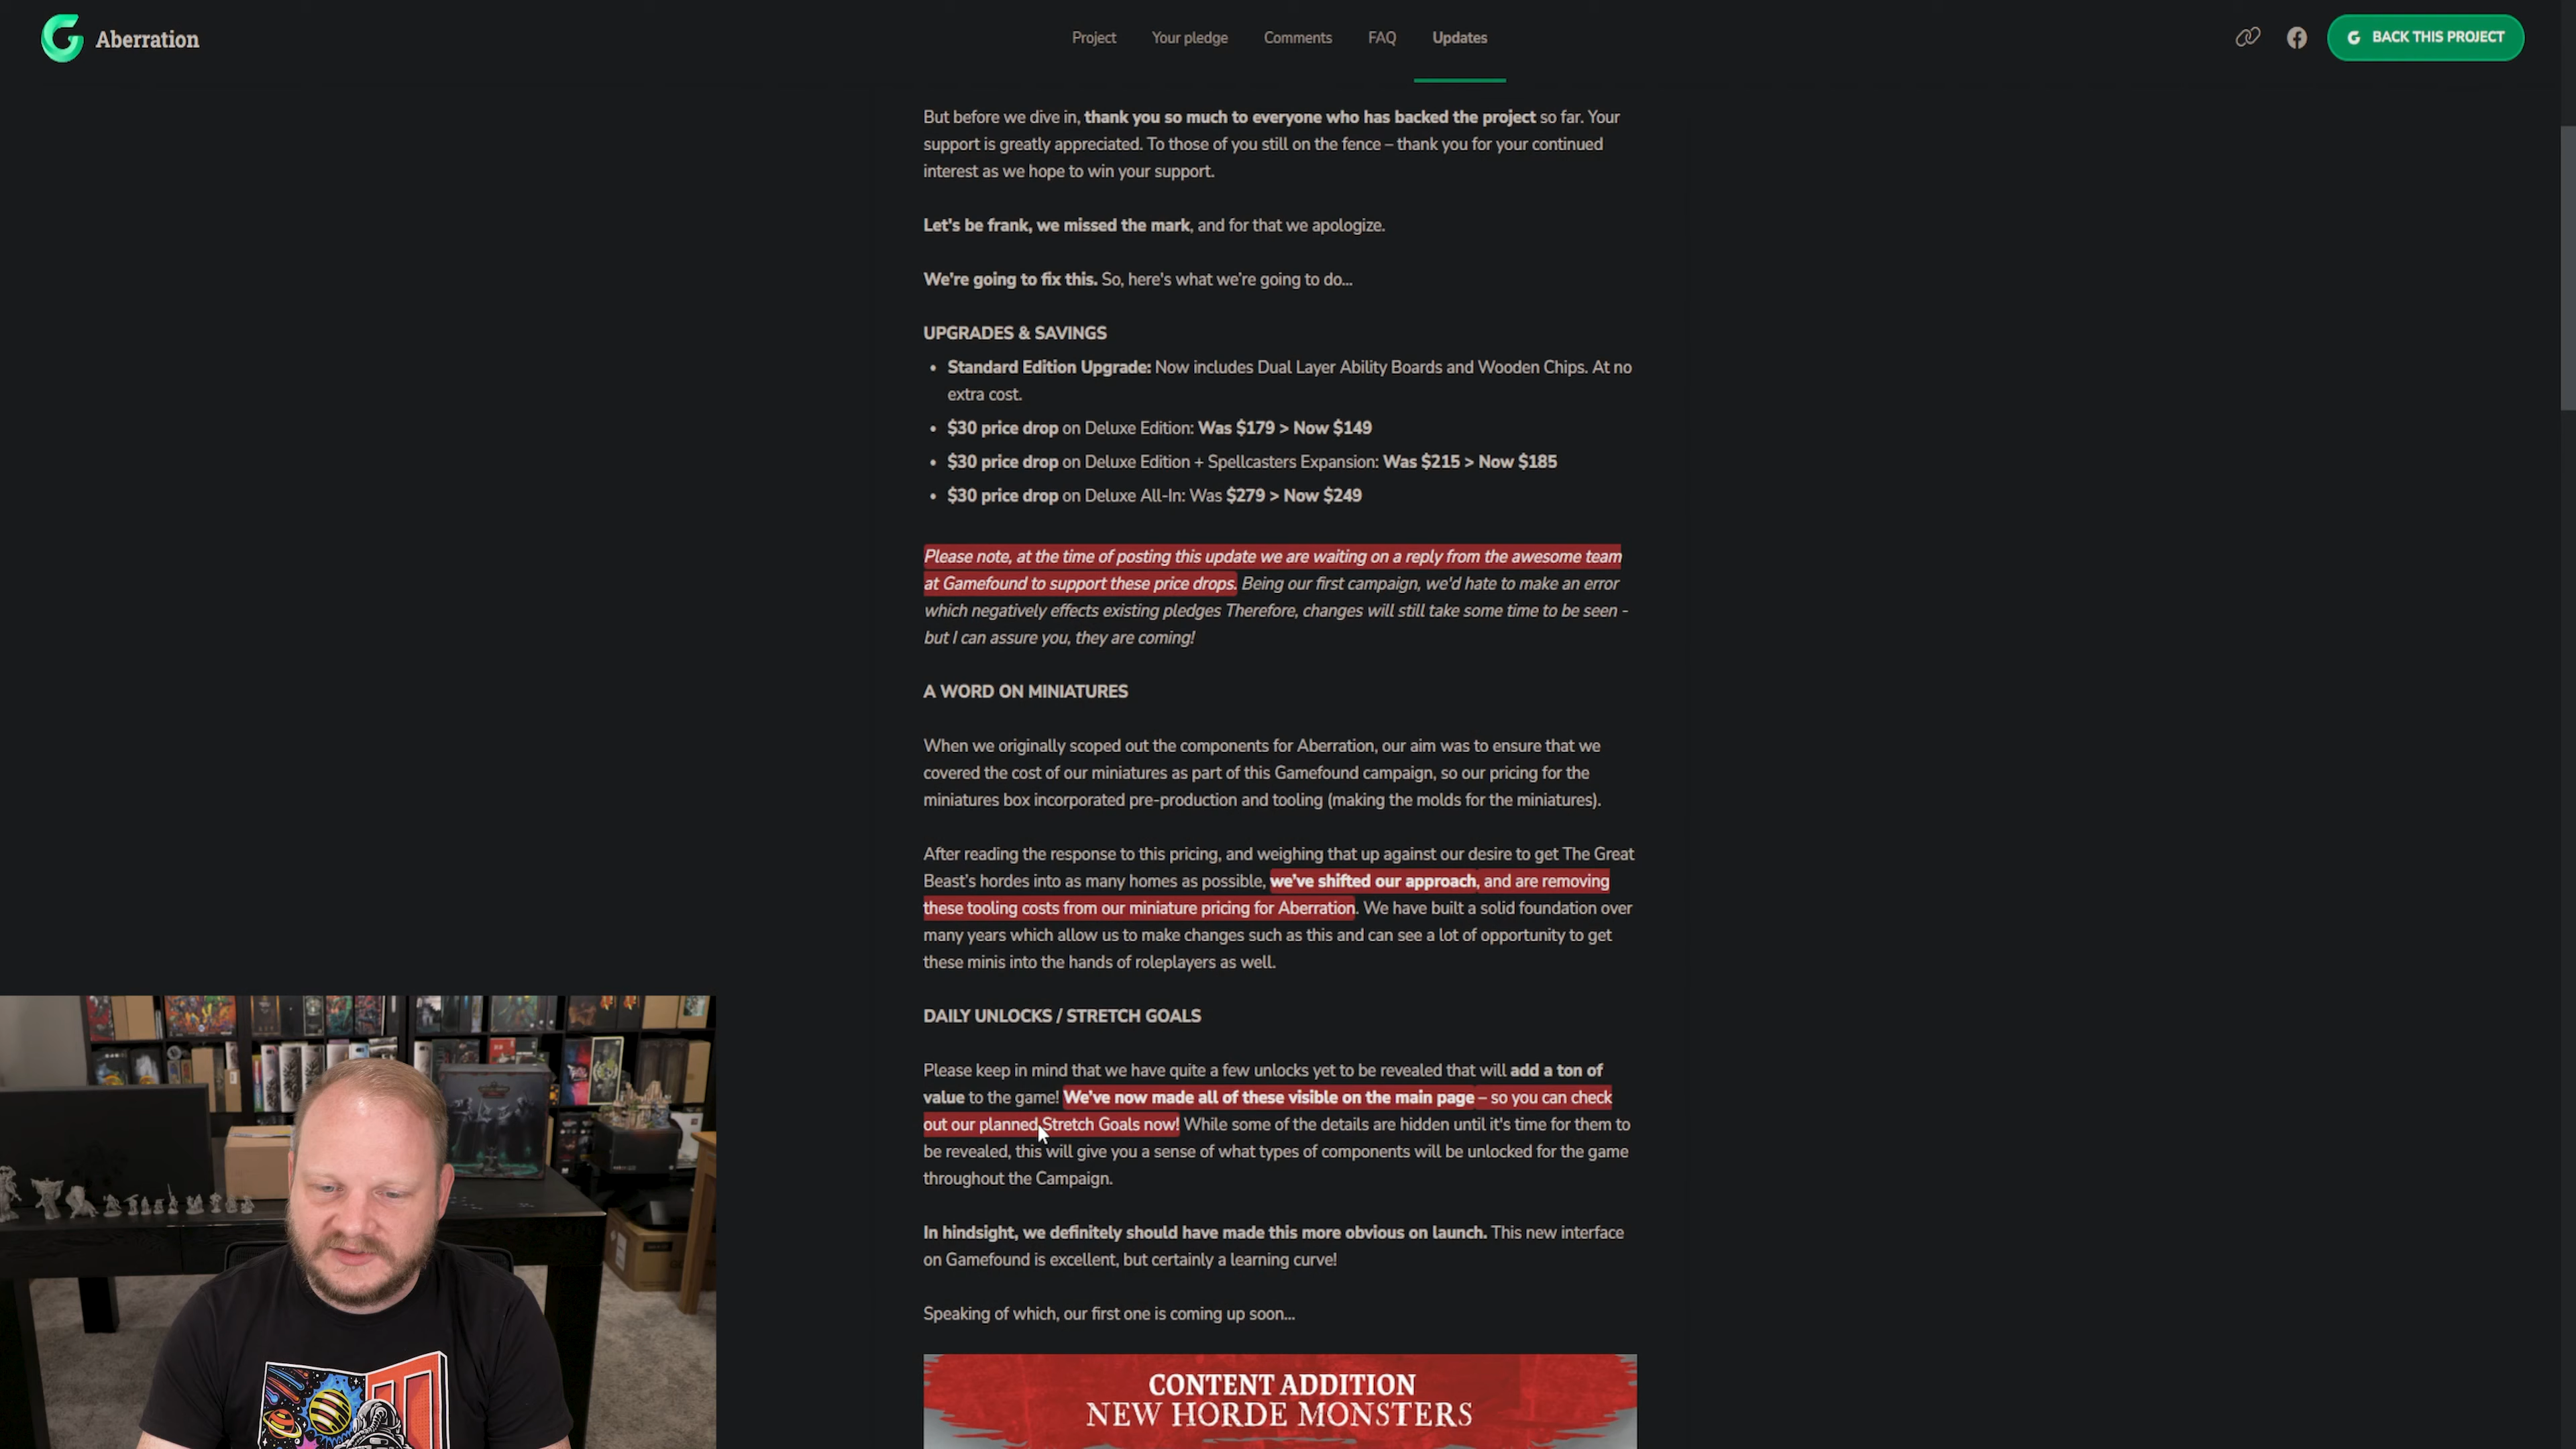 Aberration
Project
Your pledge
Comments
FAQ
Updates
BACK THIS PROJECT
But before we dive in, thank you so much to everyone who has backed the project so far. Your
support is greatly appreciated. To those of you still on the fence – thank you for your continued
interest as we hope to win your support.
Let's be frank, we missed the mark, and for that we apologize.
We're going to fix this. So, here's what we're going to do...
UPGRADES & SAVINGS
• Standard Edition Upgrade: Now includes Dual Layer Ability Boards and Wooden Chips. At no
extra cost.
• $30 price drop on Deluxe Edition: Was $179 > Now $149
• $30 price drop on Deluxe Edition + Spellcasters Expansion: Was $215 > Now $185
• $30 price drop on Deluxe All-In: Was $279 > Now $249
Please note, at the time of posting this update we are waiting on a reply from the awesome team
at Gamefound to support these price drops. Being our first campaign, we'd hate to make an error
which negatively effects existing pledges Therefore, changes will still take some time to be seen -
but I can assure you, they are coming!
A WORD ON MINIATURES
When we originally scoped out the components for Aberration, our aim was to ensure that we
covered the cost of our miniatures as part of this Gamefound campaign, so our pricing for the
miniatures box incorporated pre-production and tooling (making the molds for the miniatures).
After reading the response to this pricing, and weighing that up against our desire to get The Great
Beast's hordes into as many homes as possible, we've shifted our approach, and are removing
these tooling costs from our miniature pricing for Aberration. We have built a solid foundation over
many years which allow us to make changes such as this and can see a lot of opportunity to get
these minis into the hands of roleplayers as well.
DAILY UNLOCKS / STRETCH GOALS
Please keep in mind that we have quite a few unlocks yet to be revealed that will add a ton of
value to the game! We've now made all of these visible on the main page – so you can check
out our planned Stretch Goals now! While some of the details are hidden until it's time for them to
be revealed, this will give you a sense of what types of components will be unlocked for the game
throughout the Campaign.
In hindsight, we definitely should have made this more obvious on launch. This new interface
on Gamefound is excellent, but certainly a learning curve!
Speaking of which, our first one is coming up soon...
CONTENT ADDITION
NEW HORDE MONSTERS